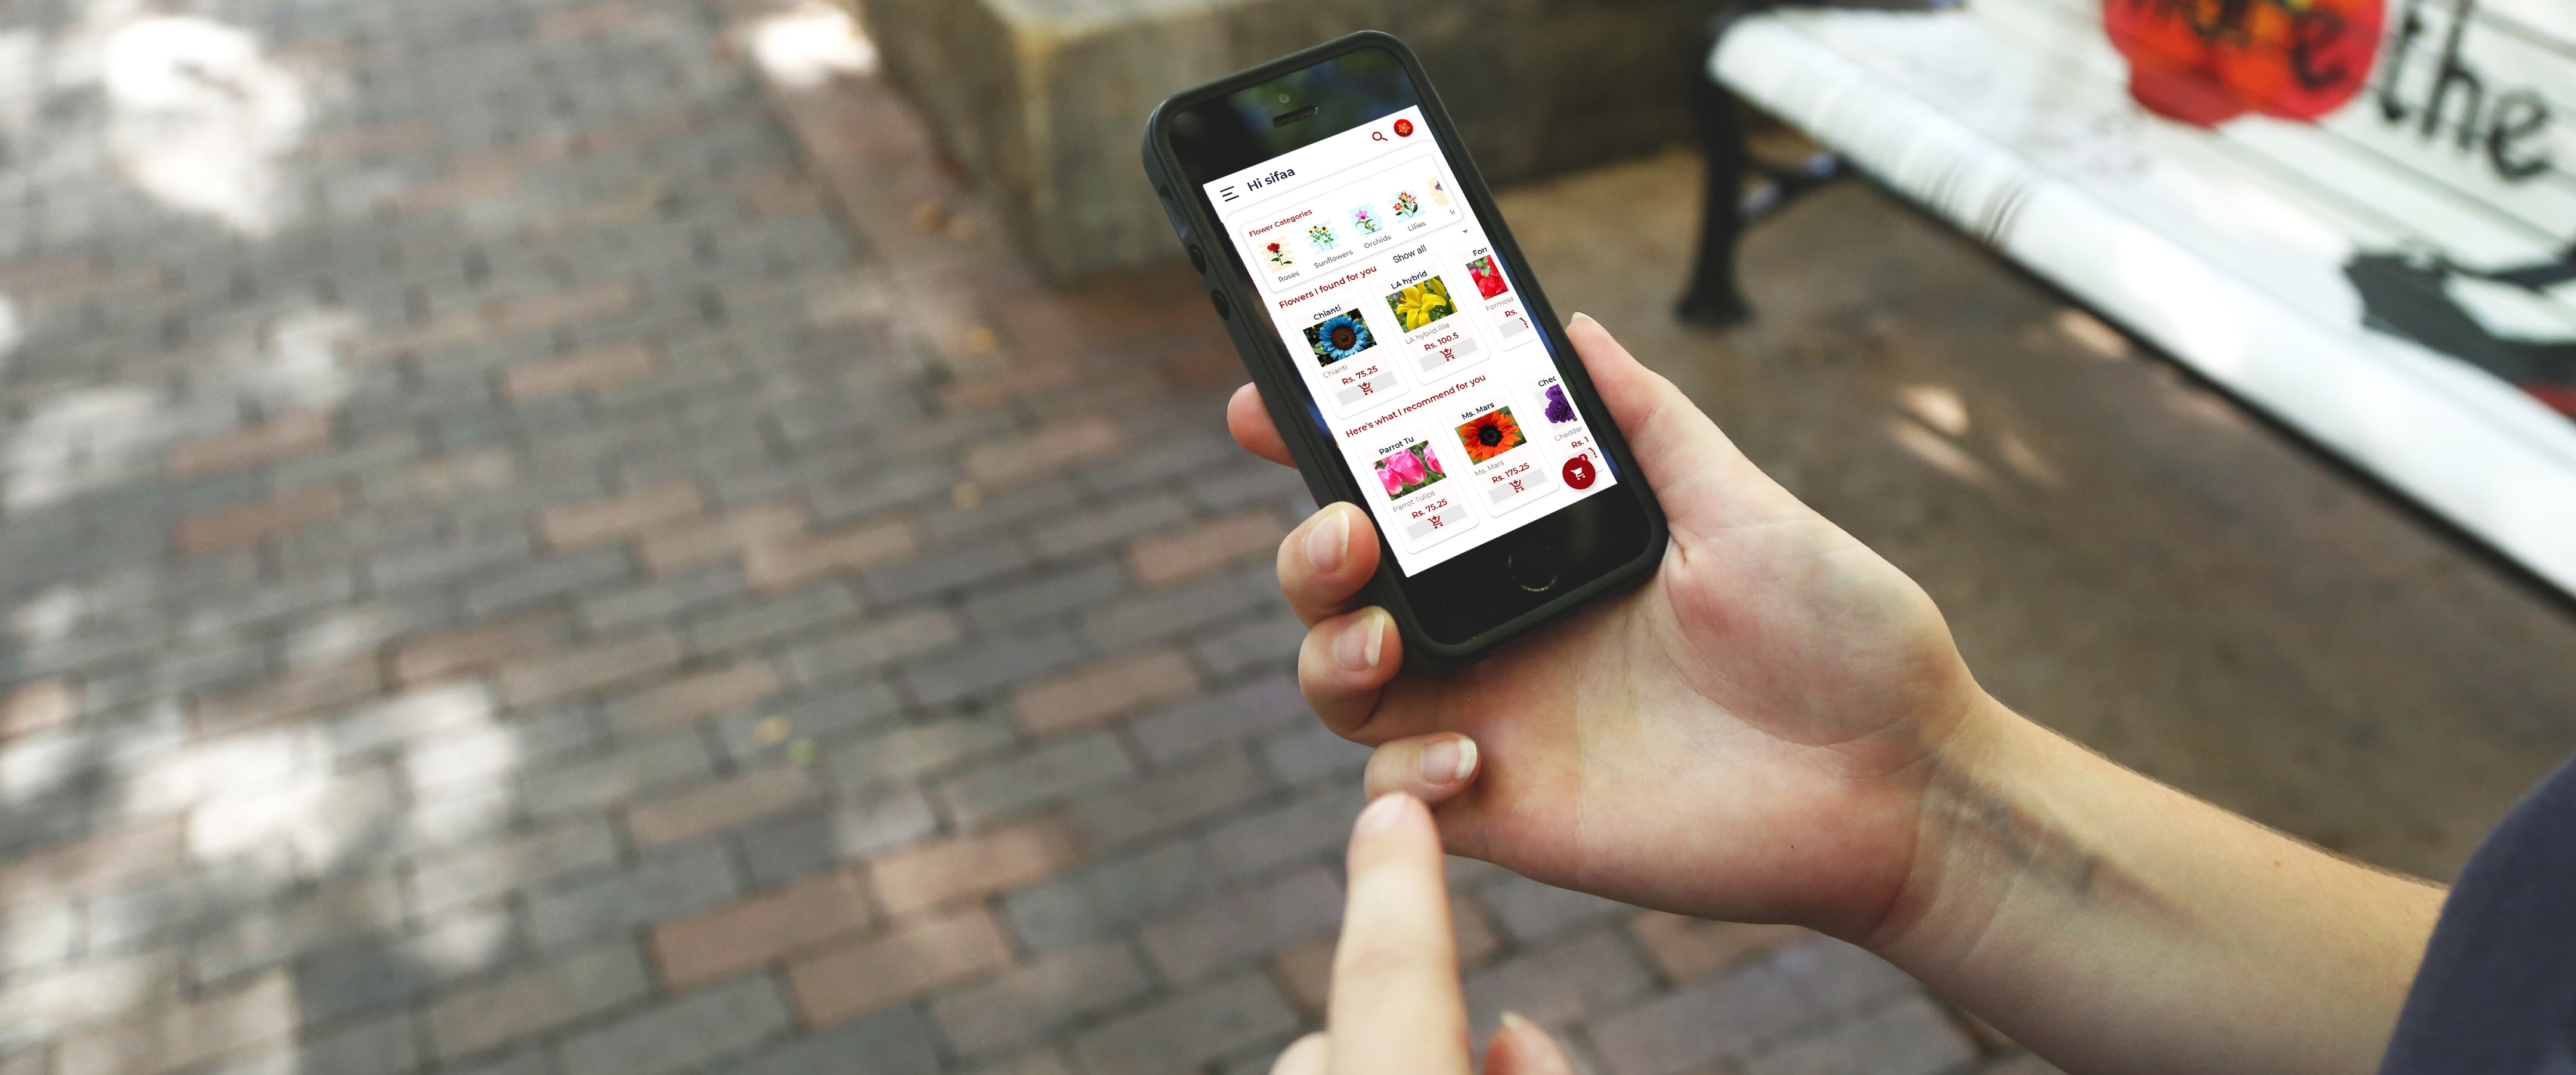 Hi sifaa
Flower Categories
Roses
Sunflowers
Orchids
Lilies
Flowers I found for you
Show all
Chianti
LA hybrid
Forr
Chianti
LA hybrid lilie
Formosa
Rs. 75.25
Rs. 100.5
Rs.
Here's what I recommend for you
Parrot Tu
Ms. Mars
Chec
Parrot Tulips
Ms. Mars
Cheddar
Rs. 75.25
Rs. 175.25
Rs. 1
the